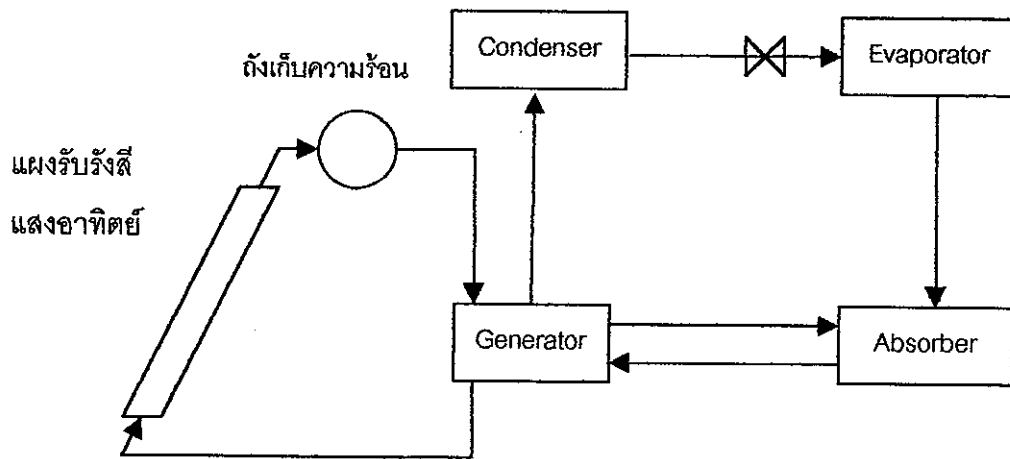 Condenser
Evaporator
ถังเก็บความร้อน
แผงรับรังสี
แสงอาทิตย์
Generator
Absorber